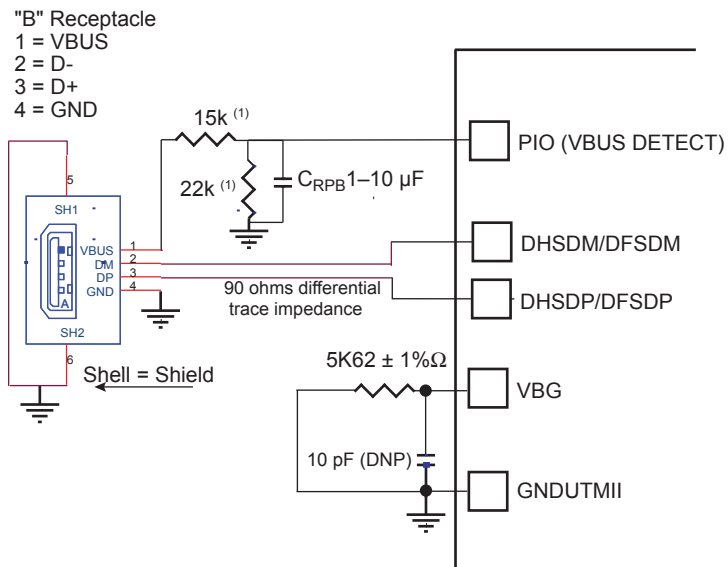 "B" Receptacle
1 = VBUS
2 = D-
3 = D+
4 = GND
15k (1)
22k (1)
CRPB1–10 µF
PIO (VBUS DETECT)
5
SH1
VBUS
1
DM
2
DP
3
GND
4
A
SH2
6
90 ohms differential
trace impedance
DHSDM/DFSDM
DHSDP/DFSDP
Shell = Shield
5K62 ± 1%Ω
VBG
10 pF (DNP)
GNDUTMII